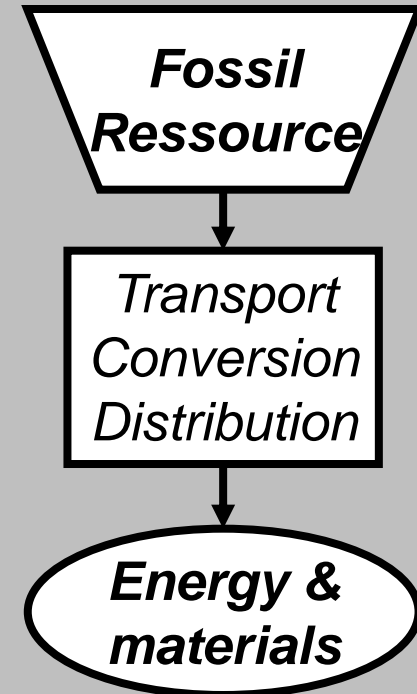 Fossil
Ressource
Transport
Conversion
Distribution
Energy &
materials